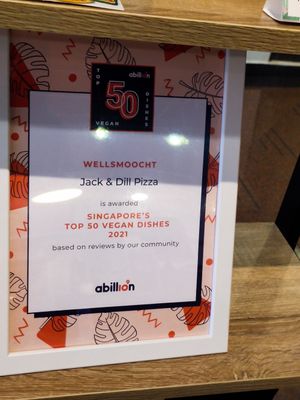 abillion
TOP
50
DISHES
VEGAN
WELLSMOOCHT
Jack & Dill Pizza
is awarded
SINGAPORE'S
TOP 50 VEGAN DISHES
2021
based on reviews by our community
abillion